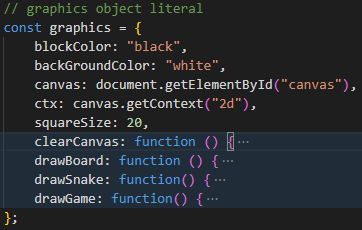 // graphics object literal
const graphics = {
    blockColor: "black",
    backGroundColor: "white",
    canvas: document.getElementById("canvas"),
    ctx: canvas.getContext("2d"),
    squareSize: 20,
    clearCanvas: function () {⋯
    drawBoard: function () {⋯
    drawSnake: function() {⋯
    drawGame: function() {⋯
};